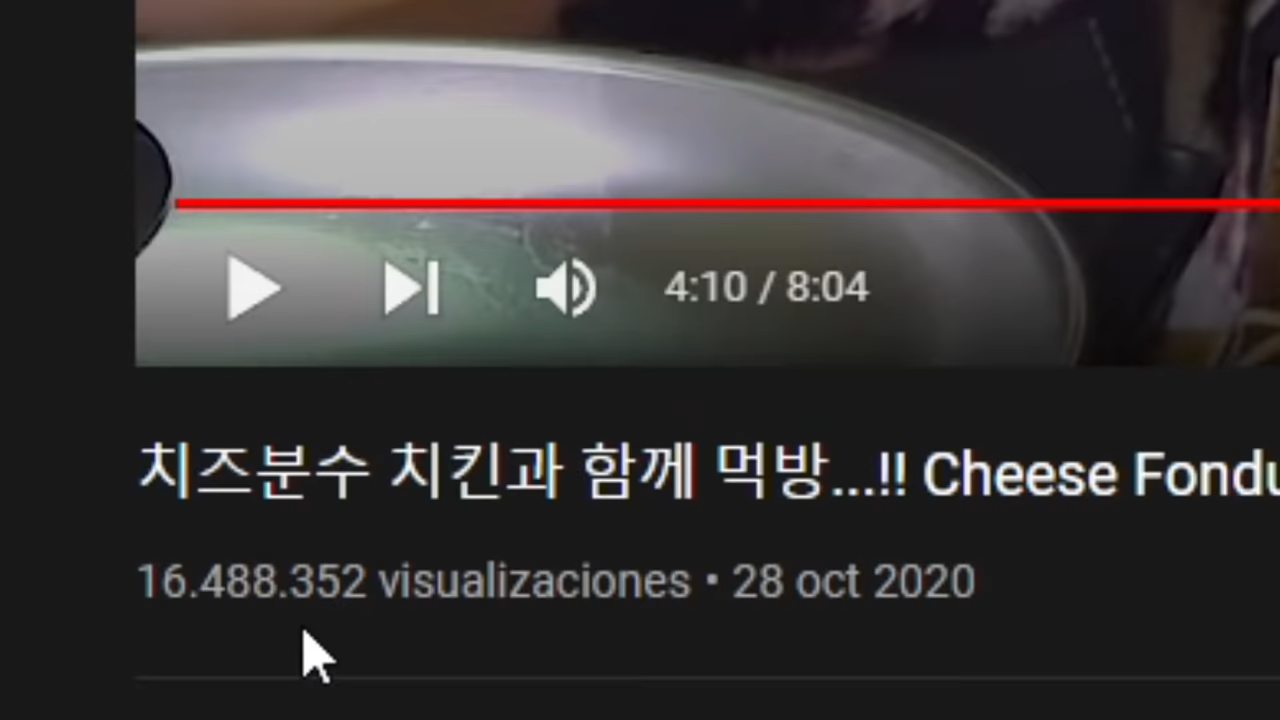 4:10 / 8:04
치즈분수 치킨과 함께 먹방...!! Cheese Fondu
16.488.352 visualizaciones • 28 oct 2020